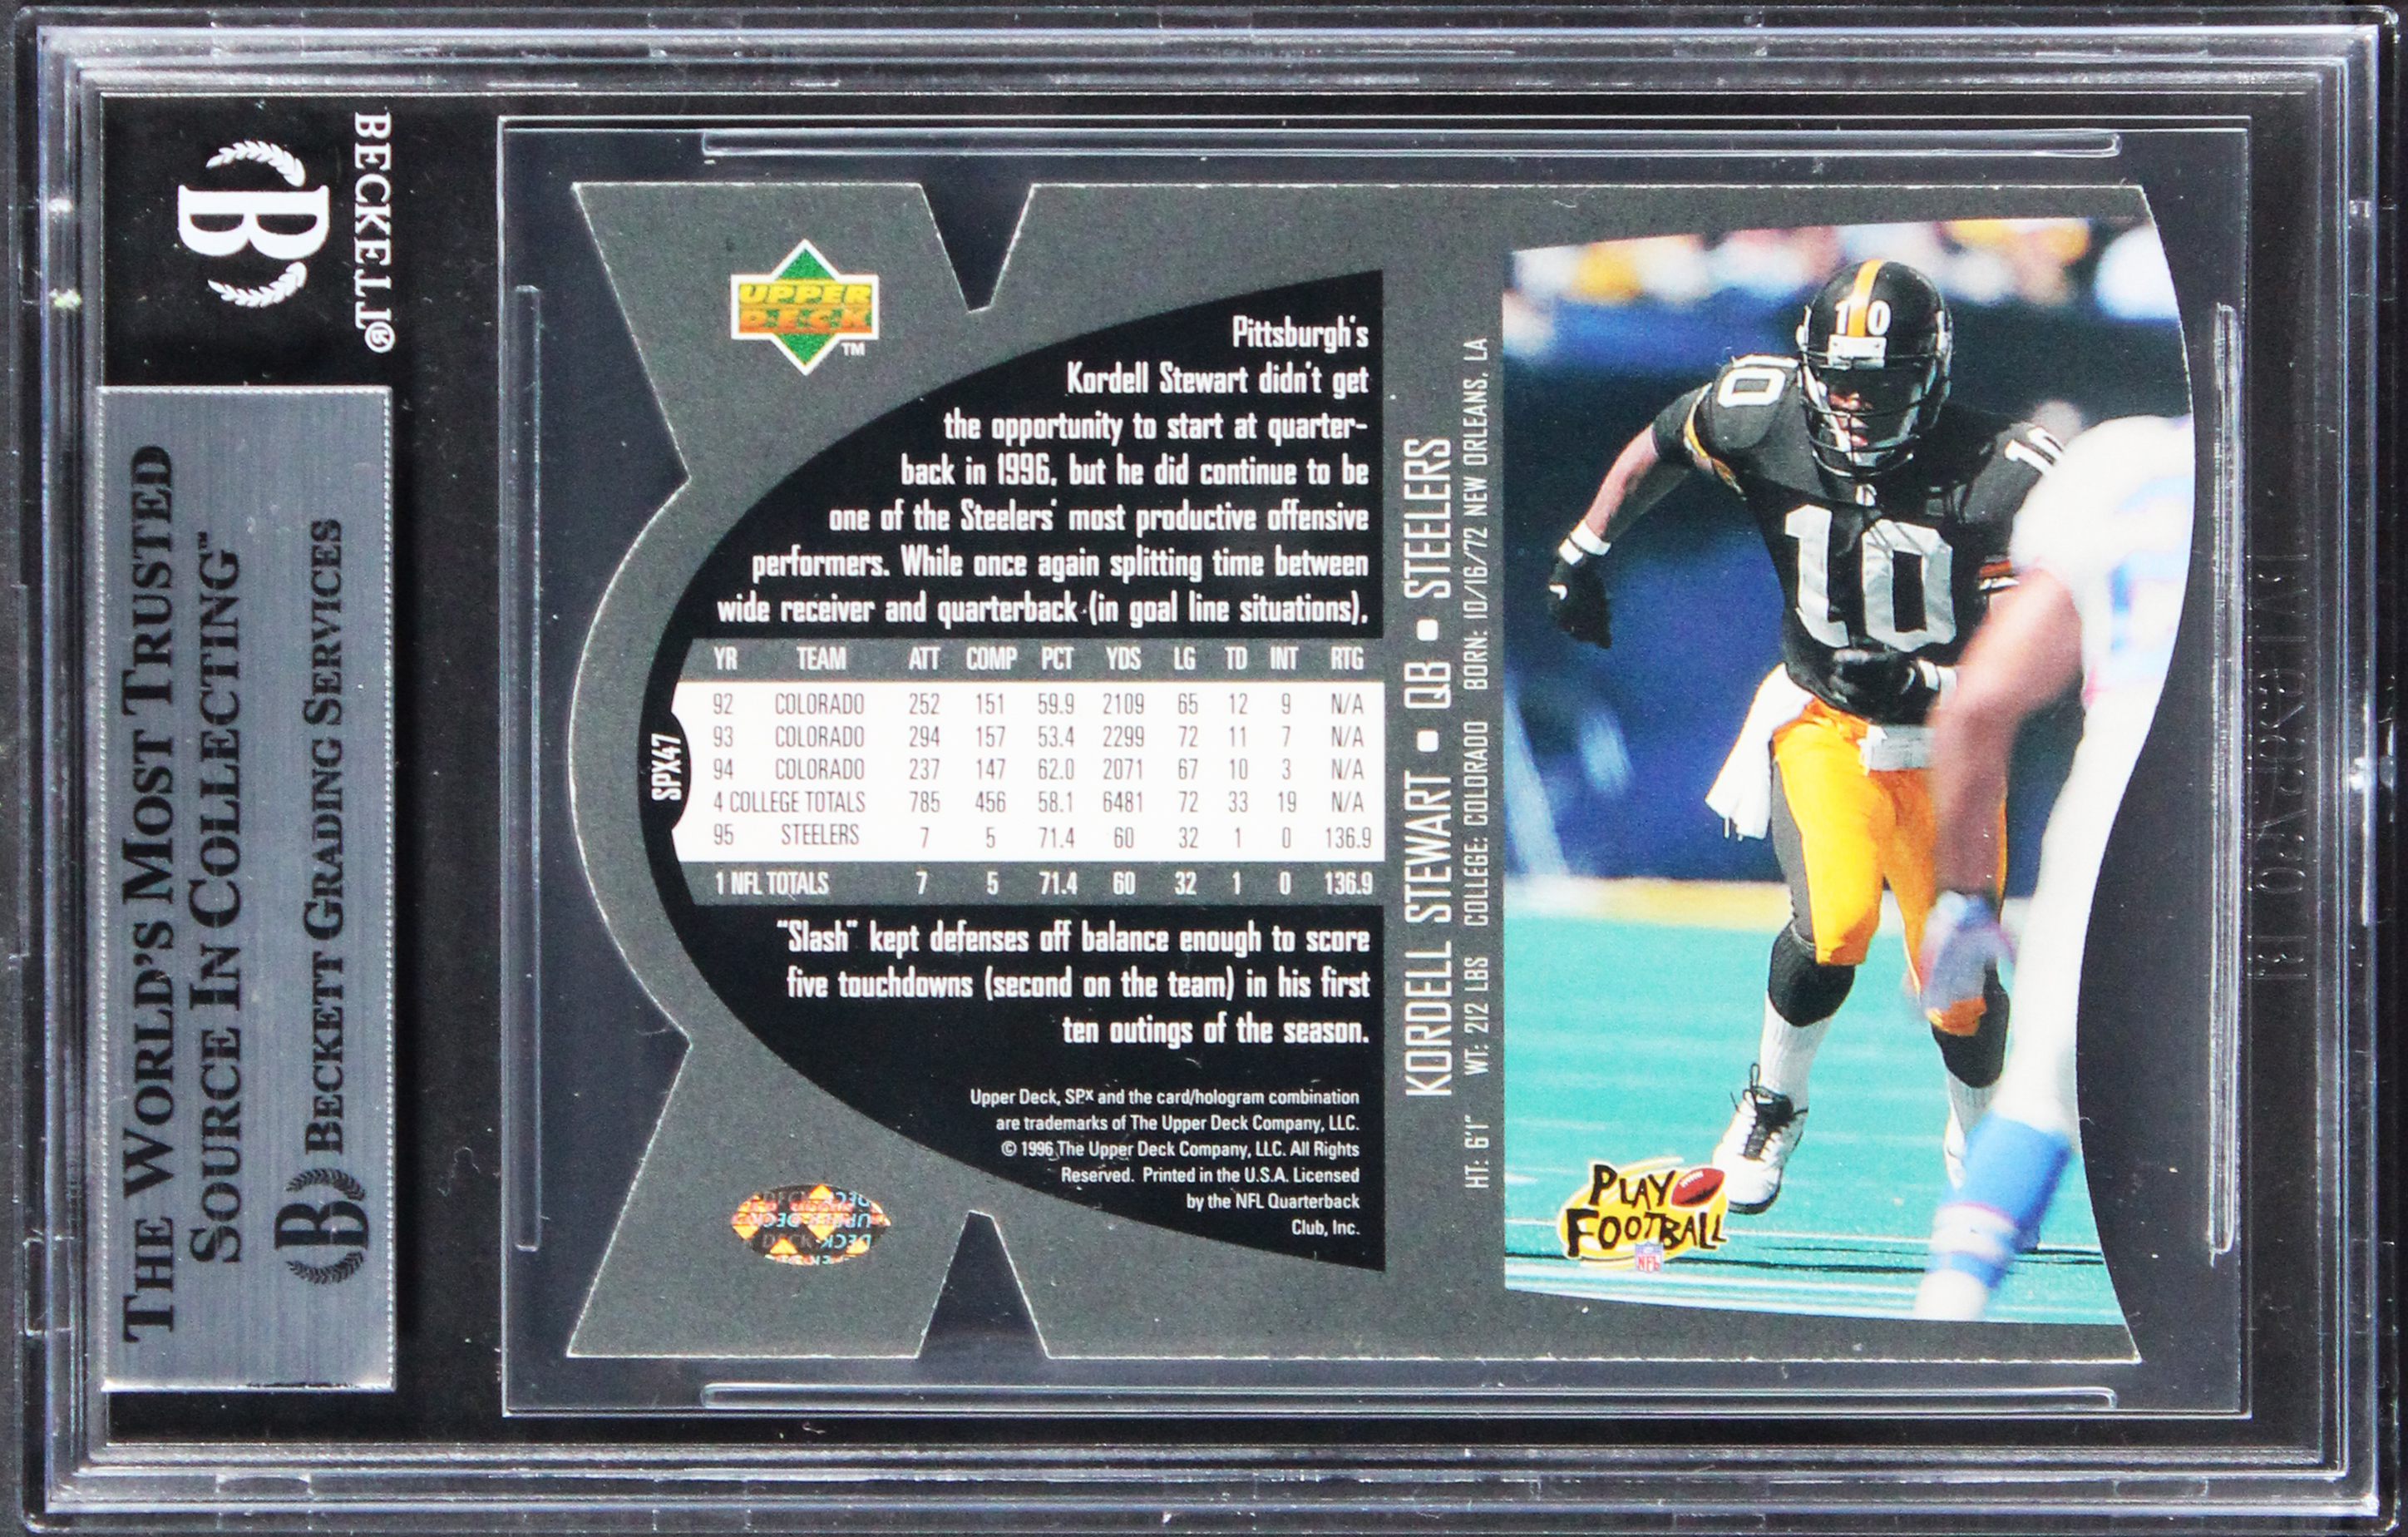 BECKETT®
B
THE WORLD'S MOST TRUSTED
SOURCE IN COLLECTING™
BECKETT GRADING SERVICES
UPPER
DECK
™
Pittsburgh's
Kordell Stewart didn't get
the opportunity to start at quarter-
back in 1996, but he did continue to be
one of the Steelers' most productive offensive
performers. While once again splitting time between
wide receiver and quarterback (in goal line situations),
YR TEAM ATT COMP PCT YDS LG TD INT RTG
92 COLORADO 252 151 59.9 2109 65 12 9 N/A
93 COLORADO 294 157 53.4 2299 72 11 7 N/A
94 COLORADO 237 147 62.0 2071 67 10 3 N/A
4 COLLEGE TOTALS 785 456 58.1 6481 72 33 19 N/A
95 STEELERS 7 5 71.4 60 32 1 0 136.9
1 NFL TOTALS 7 5 71.4 60 32 1 0 136.9
SPX47
"Slash" kept defenses off balance enough to score
five touchdowns (second on the team) in his first
ten outings of the season.
Upper Deck, SPx and the card/hologram combination
are trademarks of The Upper Deck Company, LLC.
© 1996 The Upper Deck Company, LLC. All Rights
Reserved. Printed in the U.S.A. Licensed
by the NFL Quarterback
Club, Inc.
KORDELL STEWART • QB • STEELERS
HT: 6'1" WT: 212 LBS COLLEGE: COLORADO BORN: 10/16/72 NEW ORLEANS, LA
10
10
10
10
PLAY
FOOTBALL
NFL